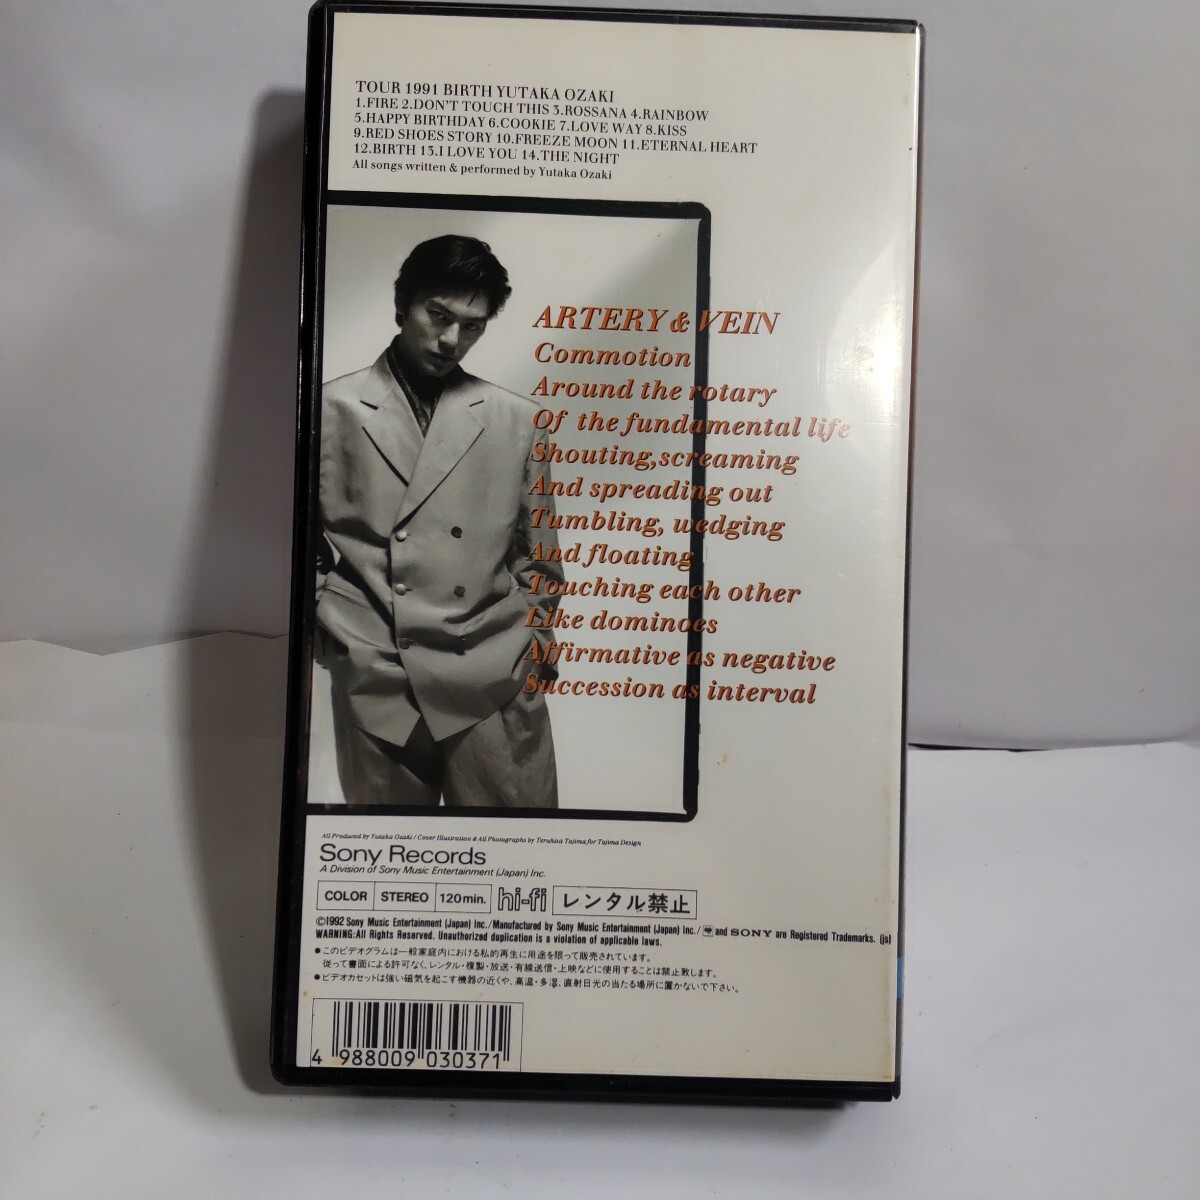 TOUR 1991 BIRTH YUTAKA OZAKI
1.FIRE 2.DON'T TOUCH THIS 3.ROSSANA 4.RAINBOW
5.HAPPY BIRTHDAY 6.COOKIE 7.LOVE WAY 8.KISS
9.RED SHOES STORY 10.FREEZE MOON 11.ETERNAL HEART
12.BIRTH 13.I LOVE YOU 14.THE NIGHT
All songs written & performed by Yutaka Ozaki
ARTERY & VEIN
Commotion
Around the rotary
Of the fundamental life
Shouting,screaming
And spreading out
Tumbling, wedging
And floating
Touching each other
Like dominoes
Affirmative as negative
Succession as interval
All Produced by Yutaka Ozaki / Cover Illustration & All Photographs by Teruhisa Tajima for Tajima Design
Sony Records
A Division of Sony Music Entertainment (Japan) Inc.
COLOR STEREO 120min. hi-fi レンタル禁止
©1992 Sony Music Entertainment (Japan) Inc./Manufactured by Sony Music Entertainment (Japan) Inc./ and SONY are Registered Trademarks. (js)
WARNING:All Rights Reserved. Unauthorized duplication is a violation of applicable laws.
●このビデオグラムは一般家庭内における私的再生に用途を限って販売されています。
従って書面による許可なく、レンタル・複製・放送・有線送信・上映などに使用することは禁止致します。
●ビデオカセットは強い磁気を起こす機器の近くや、高温・多湿、直射日光の当たる場所に置かないで下さい。
4 988009 030371